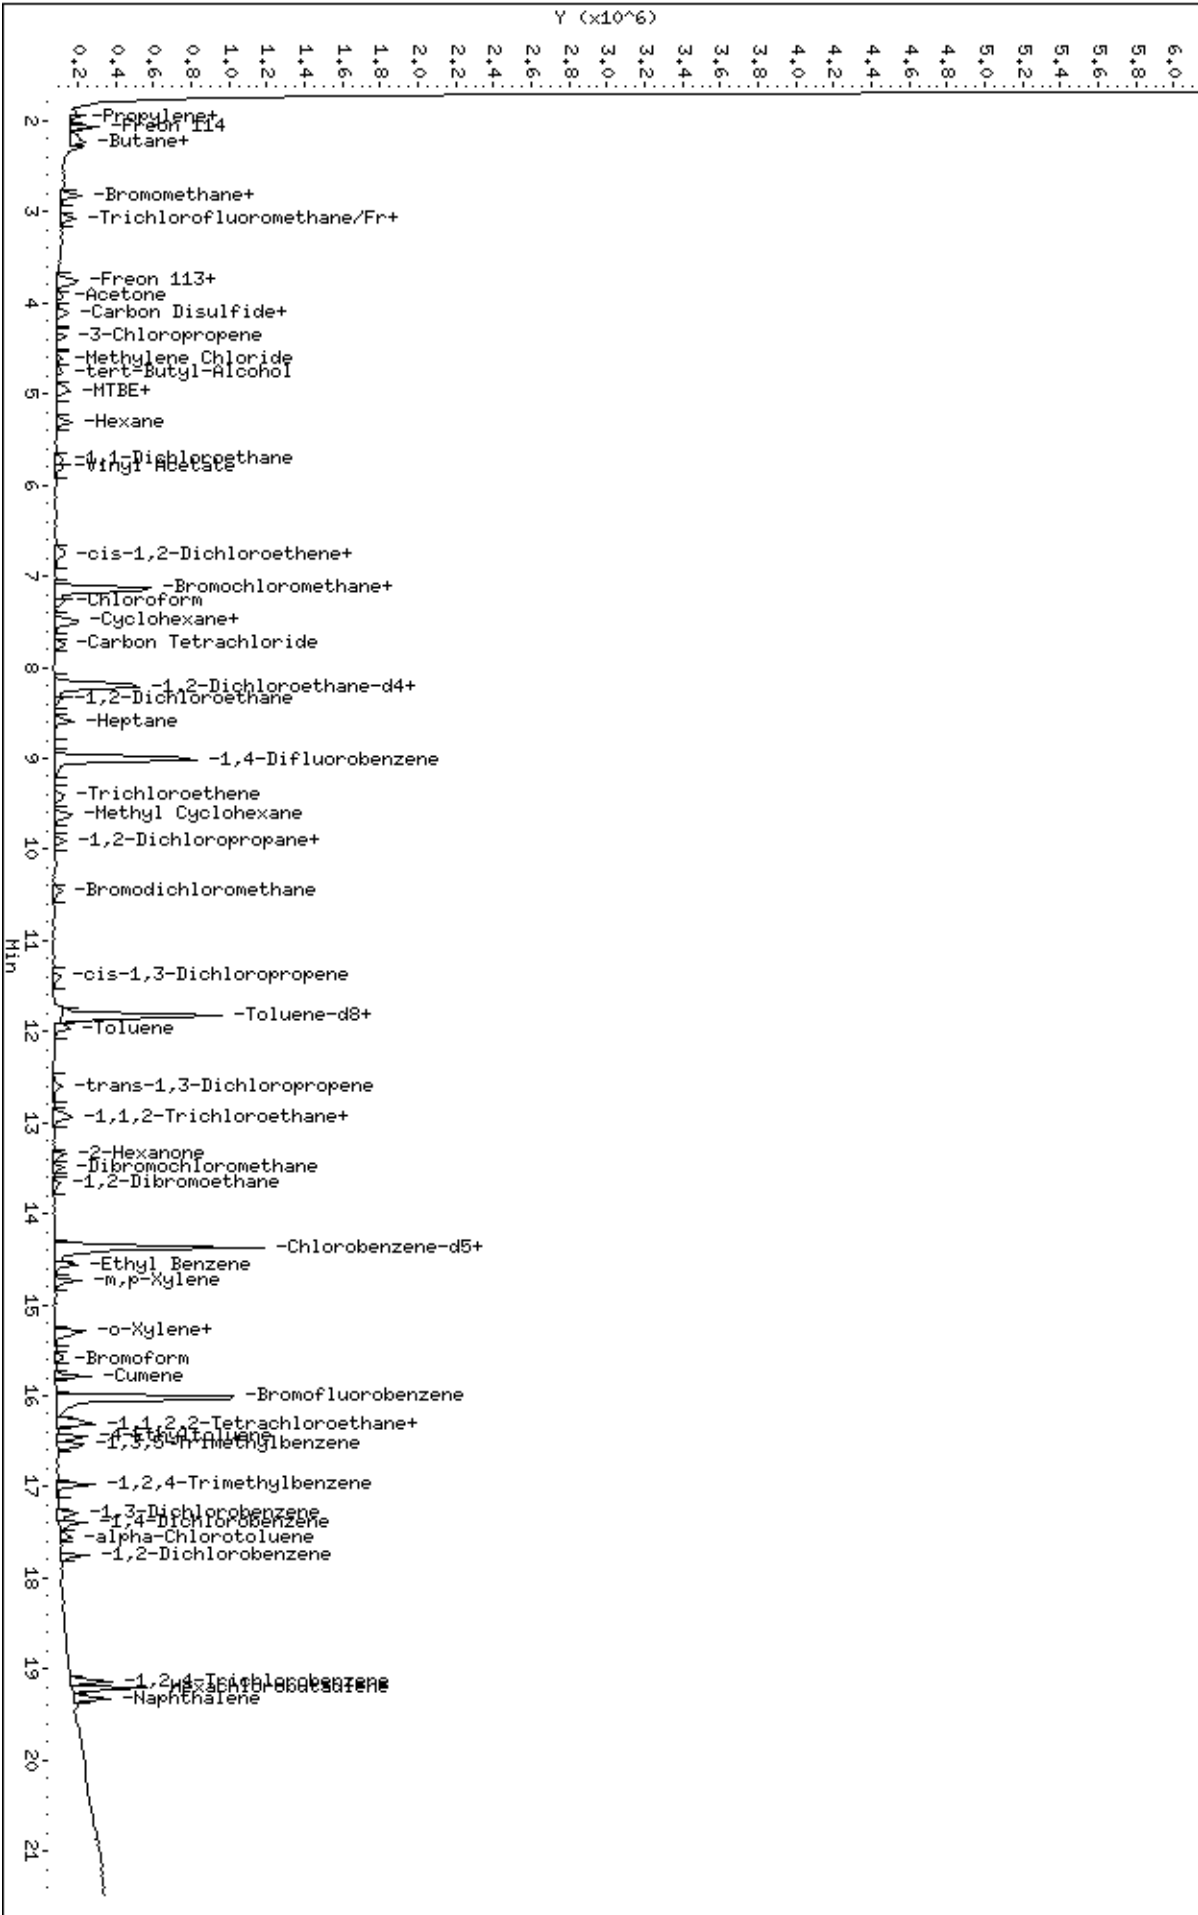 Y (x10^6)
0.2
0.4
0.6
0.8
1.0
1.2
1.4
1.6
1.8
2.0
2.2
2.4
2.6
2.8
3.0
3.2
3.4
3.6
3.8
4.0
4.2
4.4
4.6
4.8
5.0
5.2
5.4
5.6
5.8
6.0
2
3
4
5
6
7
8
9
10
11
12
13
14
15
16
17
18
19
20
21
Min
-Propylene+
-Freon 114
-Butane+
-Bromomethane+
-Trichlorofluoromethane/Fr+
-Freon 113+
-Acetone
-Carbon Disulfide+
-3-Chloropropene
-Methylene Chloride
-tert-Butyl-Alcohol
-MTBE+
-Hexane
-1,1-Dichloroethane
-Vinyl Acetate
-cis-1,2-Dichloroethene+
-Bromochloromethane+
-Chloroform
-Cyclohexane+
-Carbon Tetrachloride
-1,2-Dichloroethane-d4+
-1,2-Dichloroethane
-Heptane
-1,4-Difluorobenzene
-Trichloroethene
-Methyl Cyclohexane
-1,2-Dichloropropane+
-Bromodichloromethane
-cis-1,3-Dichloropropene
-Toluene-d8+
-Toluene
-trans-1,3-Dichloropropene
-1,1,2-Trichloroethane+
-2-Hexanone
-Dibromochloromethane
-1,2-Dibromoethane
-Chlorobenzene-d5+
-Ethyl Benzene
-m,p-Xylene
-o-Xylene+
-Bromoform
-Cumene
-Bromofluorobenzene
-1,1,2,2-Tetrachloroethane+
-4-Ethyltoluene
-1,3,5-Trimethylbenzene
-1,2,4-Trimethylbenzene
-1,3-Dichlorobenzene
-1,4-Dichlorobenzene
-alpha-Chlorotoluene
-1,2-Dichlorobenzene
-1,2,4-Trichlorobenzene
-Hexachlorobutadiene
-Naphthalene